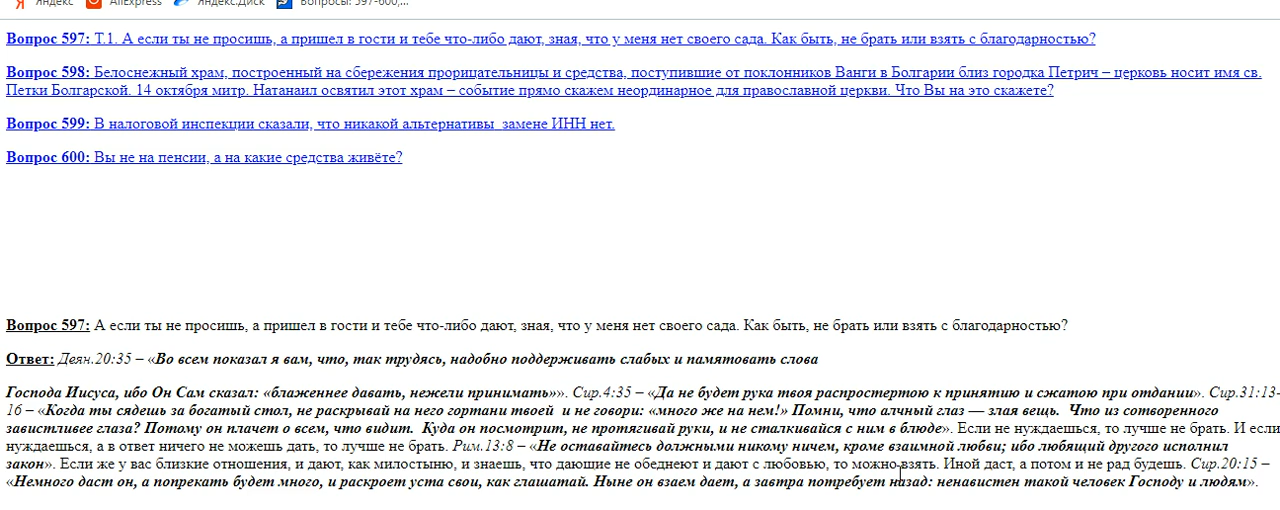 Яндекс AliExpress Яндекс.Диск Вопросы: 597-600,...
Вопрос 597: Т.1. А если ты не просишь, а пришел в гости и тебе что-либо дают, зная, что у меня нет своего сада. Как быть, не брать или взять с благодарностью?
Вопрос 598: Белоснежный храм, построенный на сбережения прорицательницы и средства, поступившие от поклонников Ванги в Болгарии близ городка Петрич – церковь носит имя св.
Петки Болгарской. 14 октября митр. Натанаил освятил этот храм – событие прямо скажем неординарное для православной церкви. Что Вы на это скажете?
Вопрос 599: В налоговой инспекции сказали, что никакой альтернативы  замене ИНН нет.
Вопрос 600: Вы не на пенсии, а на какие средства живёте?
Вопрос 597: А если ты не просишь, а пришел в гости и тебе что-либо дают, зная, что у меня нет своего сада. Как быть, не брать или взять с благодарностью?
Ответ: Деян.20:35 – «Во всем показал я вам, что, так трудясь, надобно поддерживать слабых и памятовать слова
Господа Иисуса, ибо Он Сам сказал: «блаженнее давать, нежели принимать»». Сир.4:35 – «Да не будет рука твоя распростертою к принятию и сжатою при отдании». Сир.31:13-
16 – «Когда ты сядешь за богатый стол, не раскрывай на него гортани твоей  и не говори: «много же на нем!» Помни, что алчный глаз — злая вещь.  Что из сотворенного
завистливее глаза? Потому он плачет о всем, что видит.  Куда он посмотрит, не протягивай руки, и не сталкивайся с ним в блюде». Если не нуждаешься, то лучше не брать. И если
нуждаешься, а в ответ ничего не можешь дать, то лучше не брать. Рим.13:8 – «Не оставайтесь должными никому ничем, кроме взаимной любви; ибо любящий другого исполнил
закон». Если же у вас близкие отношения, и дают, как милостыню, и знаешь, что дающие не обеднеют и дают с любовью, то можно взять. Иной даст, а потом и не рад будешь. Сир.20:15 –
«Немного даст он, а попрекать будет много, и раскроет уста свои, как глашатай. Ныне он взаем дает, а завтра потребует назад: ненавистен такой человек Господу и людям».